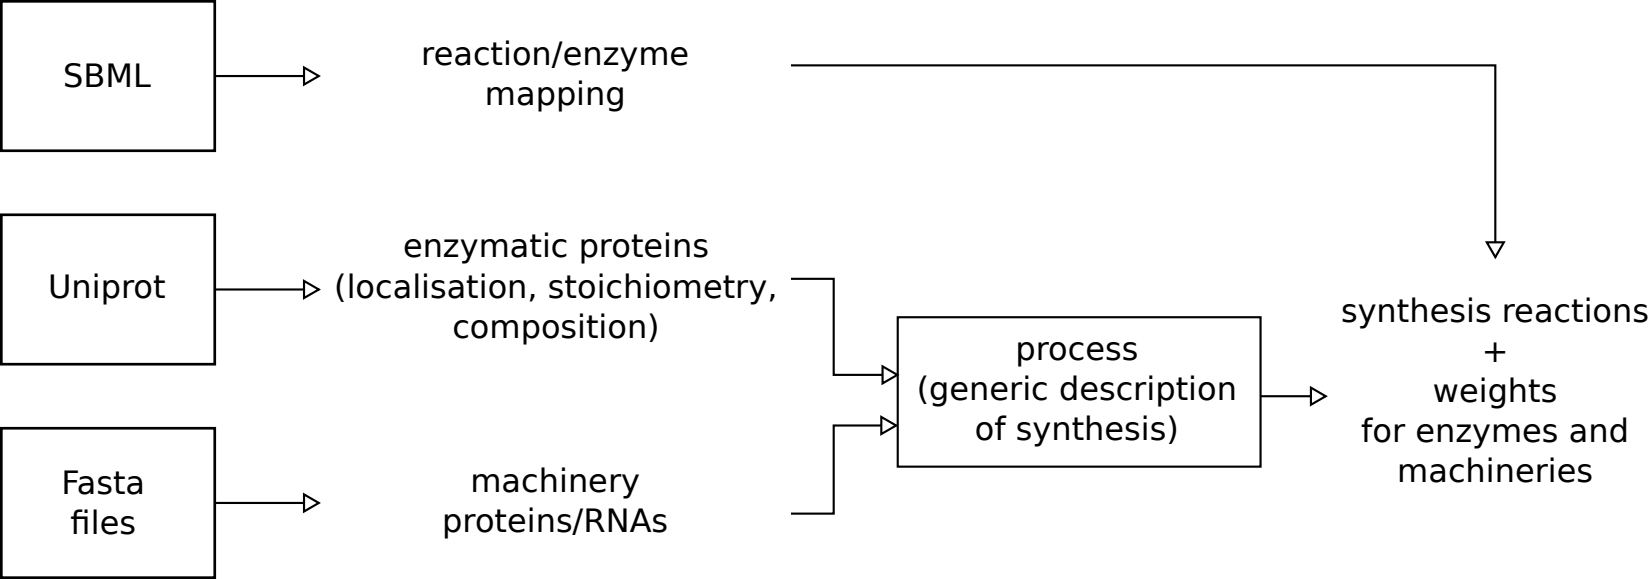 SBML
reaction/enzyme
mapping
Uniprot
enzymatic proteins
(localisation, stoichiometry,
composition)
Fasta
files
machinery
proteins/RNAs
process
(generic description
of synthesis)
synthesis reactions
+
weights
for enzymes and
machineries